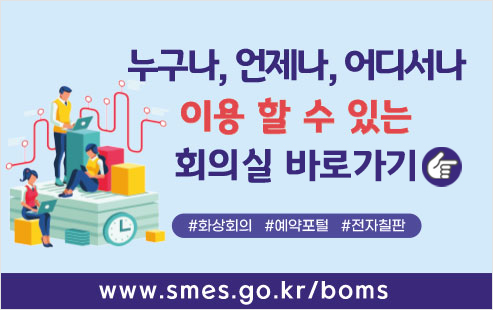 누구나, 언제나, 어디서나
이용 할 수 있는
회의실 바로가기
#화상회의 #예약포털 #전자칠판
www.smes.go.kr/boms